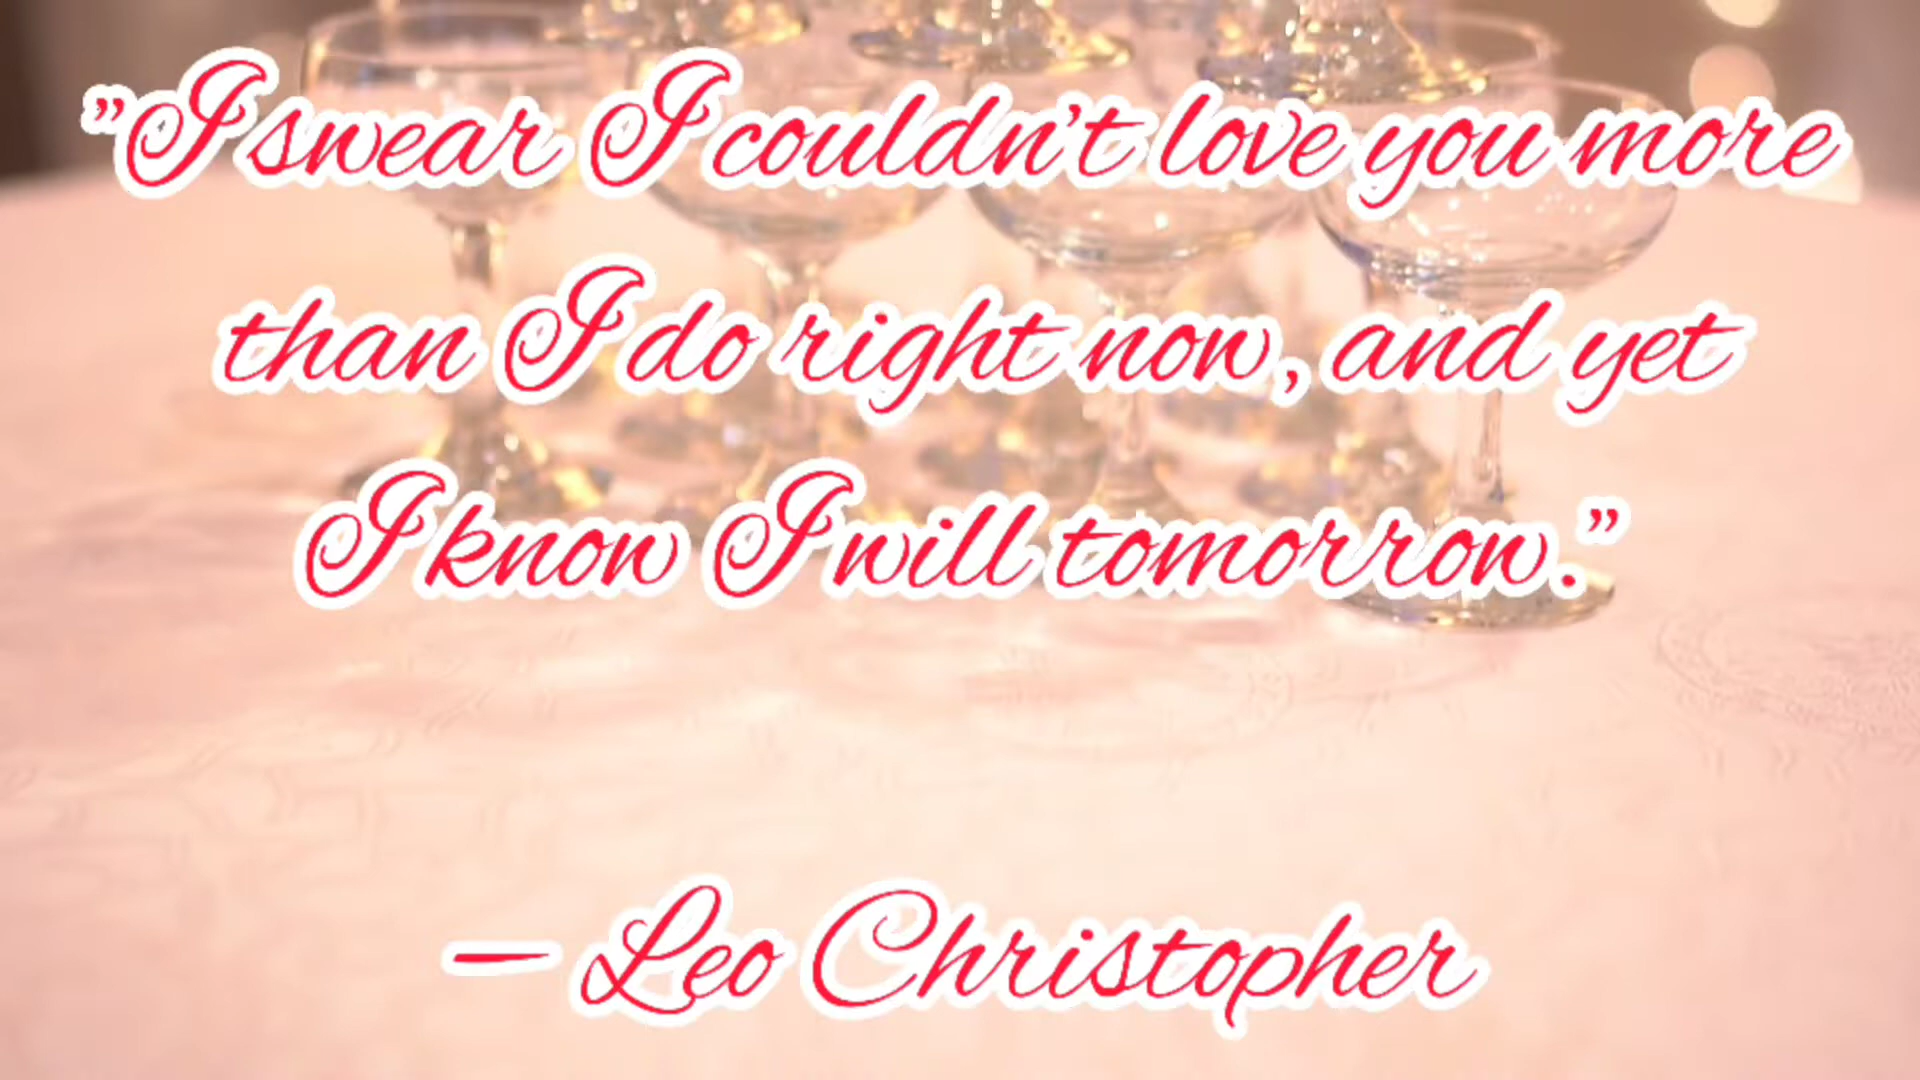 ”I swear I couldn’t love you more
than I do right now, and yet
I know I will tomorrow.”
– Leo Christopher